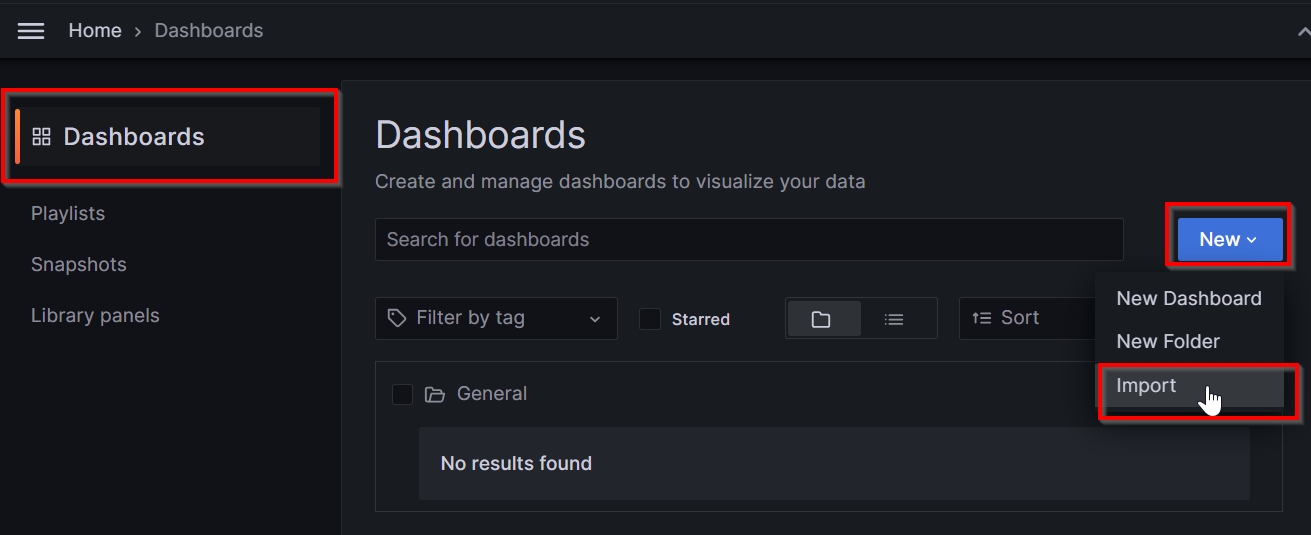 Home › Dashboards
Dashboards
Playlists
Snapshots
Library panels
Dashboards
Create and manage dashboards to visualize your data
Search for dashboards
New
New Dashboard
New Folder
Import
Filter by tag
Starred
Sort
General
No results found